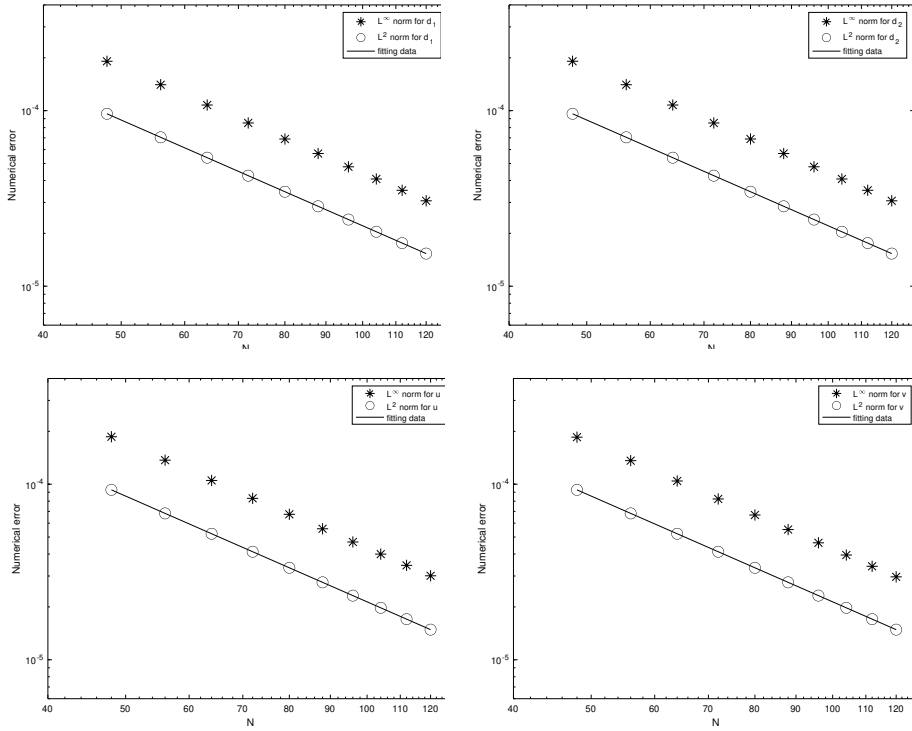 L∞ norm for d1
L2 norm for d1
fitting data
Numerical error
10-4
10-5
40 50 60 70 80 90 100 110 120
N
L∞ norm for d2
L2 norm for d2
fitting data
Numerical error
10-4
10-5
40 50 60 70 80 90 100 110 120
N
L∞ norm for u
L2 norm for u
fitting data
Numerical error
10-4
10-5
40 50 60 70 80 90 100 110 120
N
L∞ norm for v
L2 norm for v
fitting data
Numerical error
10-4
10-5
40 50 60 70 80 90 100 110 120
N